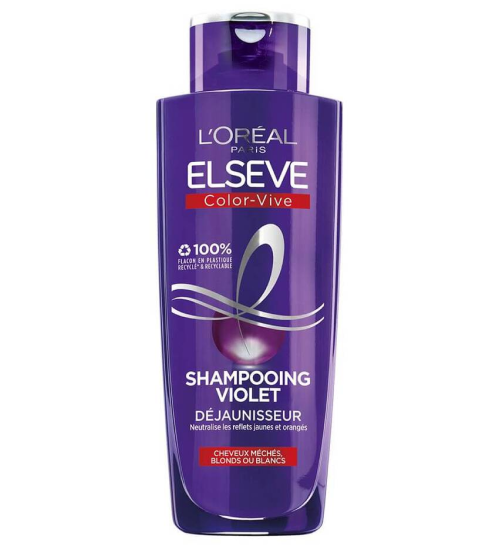 L'ORÉAL
PARIS
ELSEVE
Color-Vive
100%
FLACON EN PLASTIQUE
RECYCLÉ* & RECYCLABLE
SHAMPOOING
VIOLET
DÉJAUNISSEUR
Neutralise les reflets jaunes et orangés
CHEVEUX MÉCHÉS,
BLONDS OU BLANCS